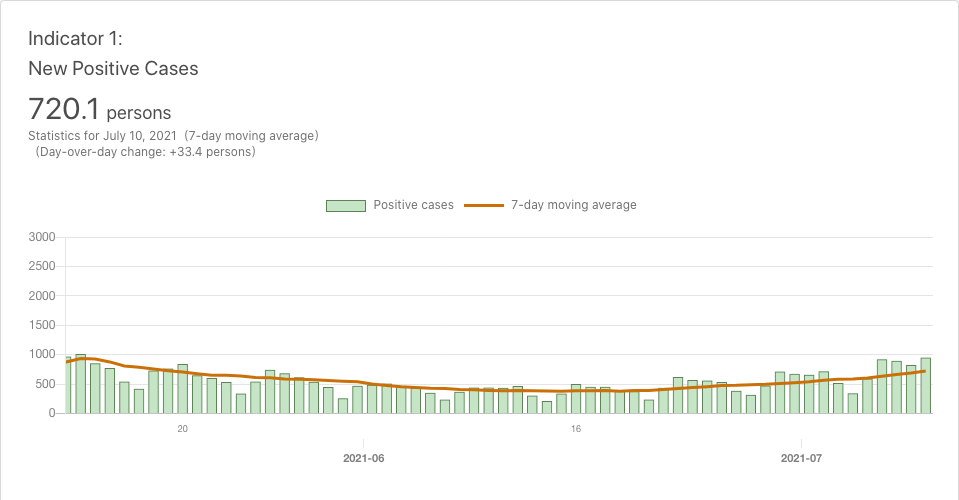 Indicator 1:
New Positive Cases
720.1 persons
Statistics for July 10, 2021 (7-day moving average)
(Day-over-day change: +33.4 persons)
Positive cases 7-day moving average
3000
2500
2000
1500
1000
500
0
20 16
2021-06 2021-07